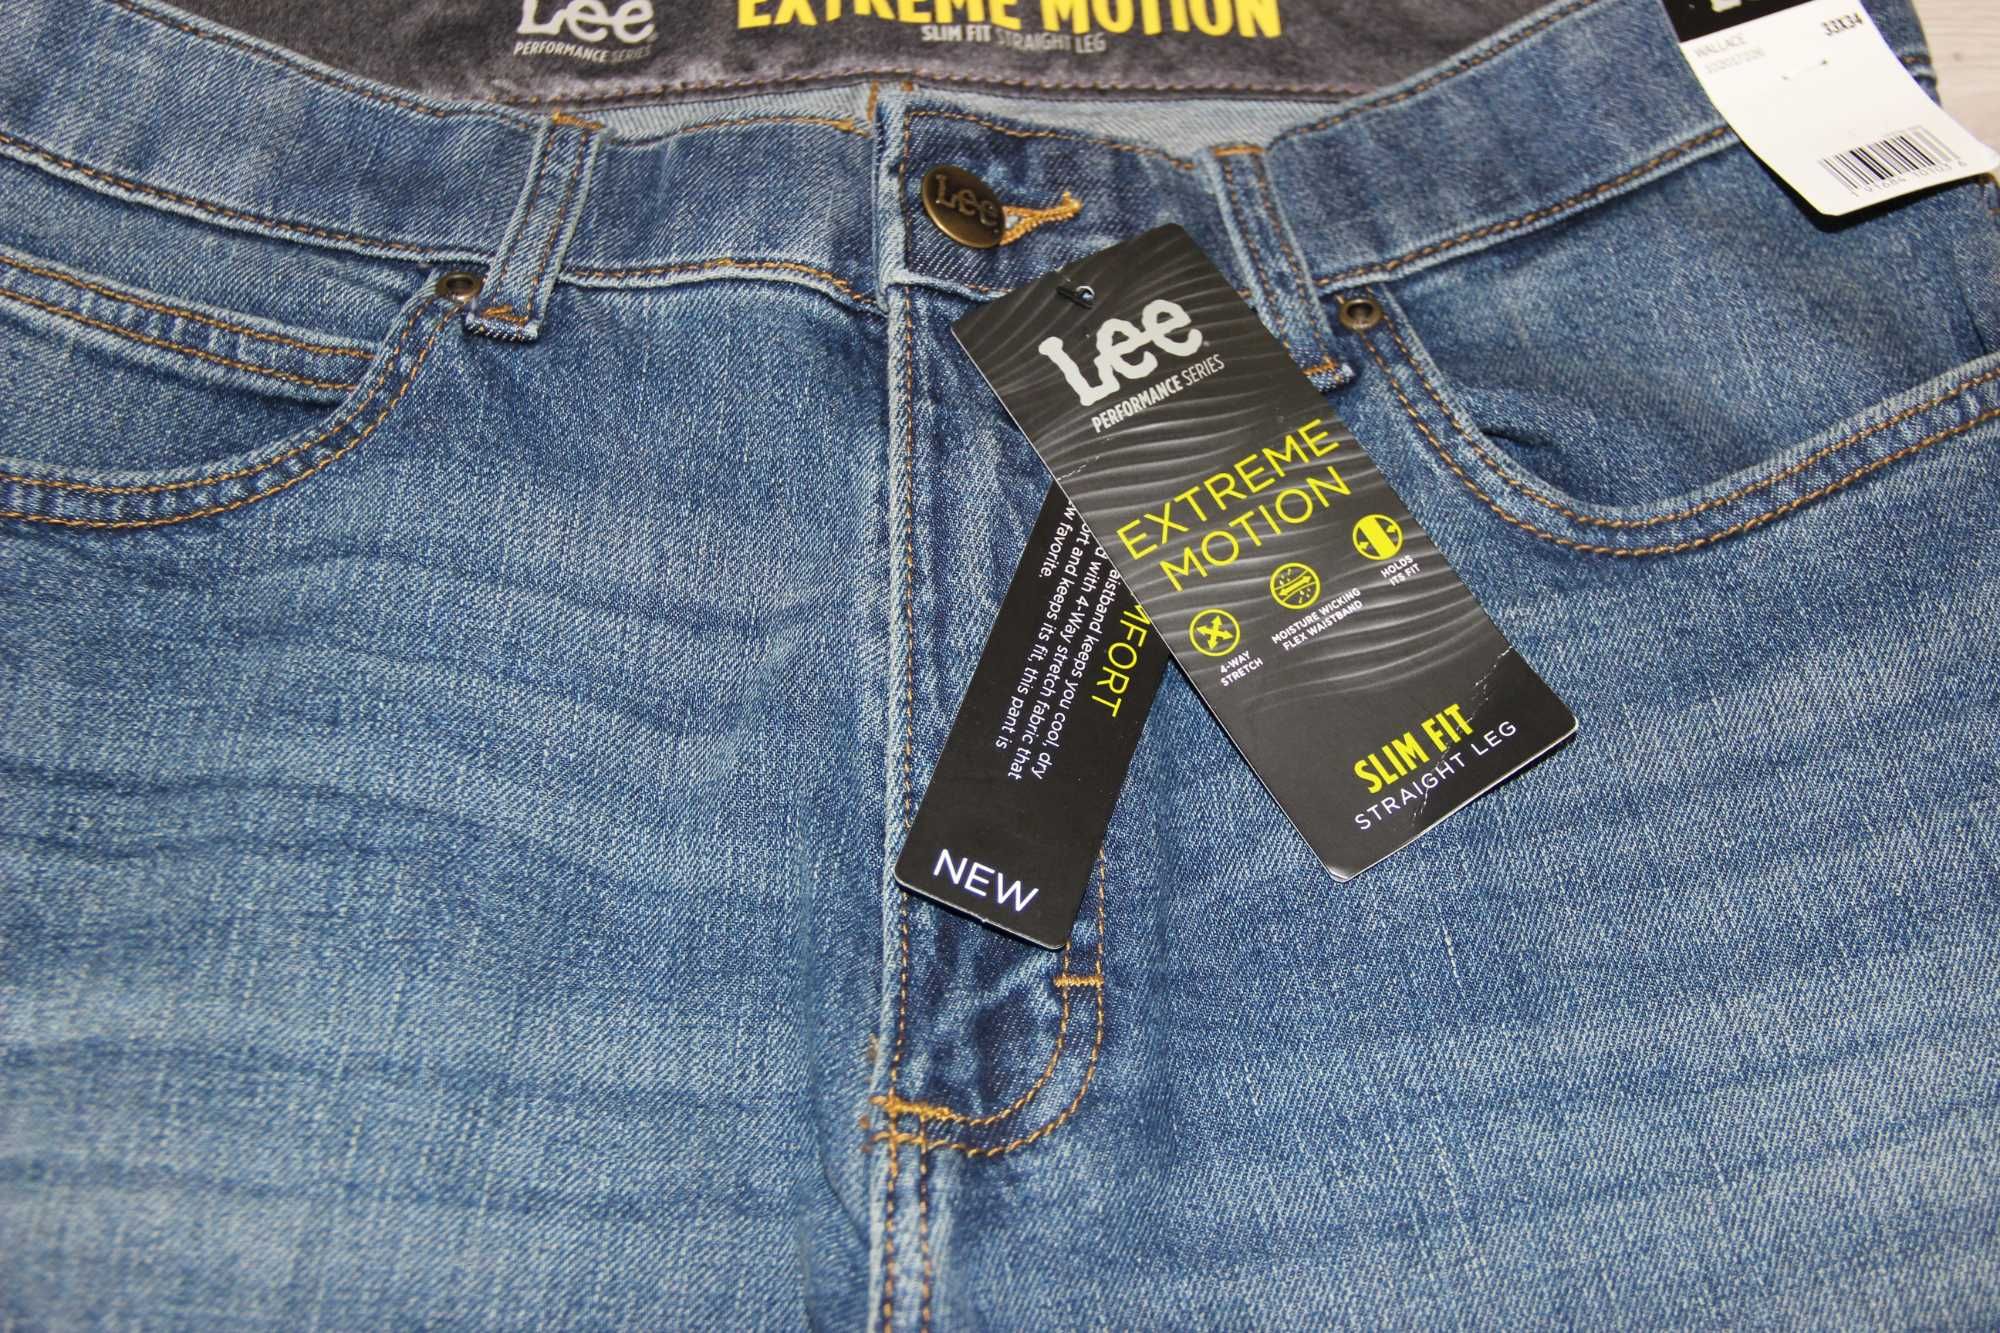 Lee
PERFORMANCE SERIES
EXTREME MOTION
SLIM FIT STRAIGHT LEG
WALLACE
33X34
Lee
Lee
PERFORMANCE SERIES
EXTREME
MOTION
4-WAY
STRETCH
MOISTURE WICKING
FLEX WAISTBAND
HOLDS
ITS FIT
SLIM FIT
STRAIGHT LEG
MFORT
aistband keeps you cool, dry
d with 4-Way stretch fabric that
ort and keeps its fit, this pant is
w favorite.
NEW